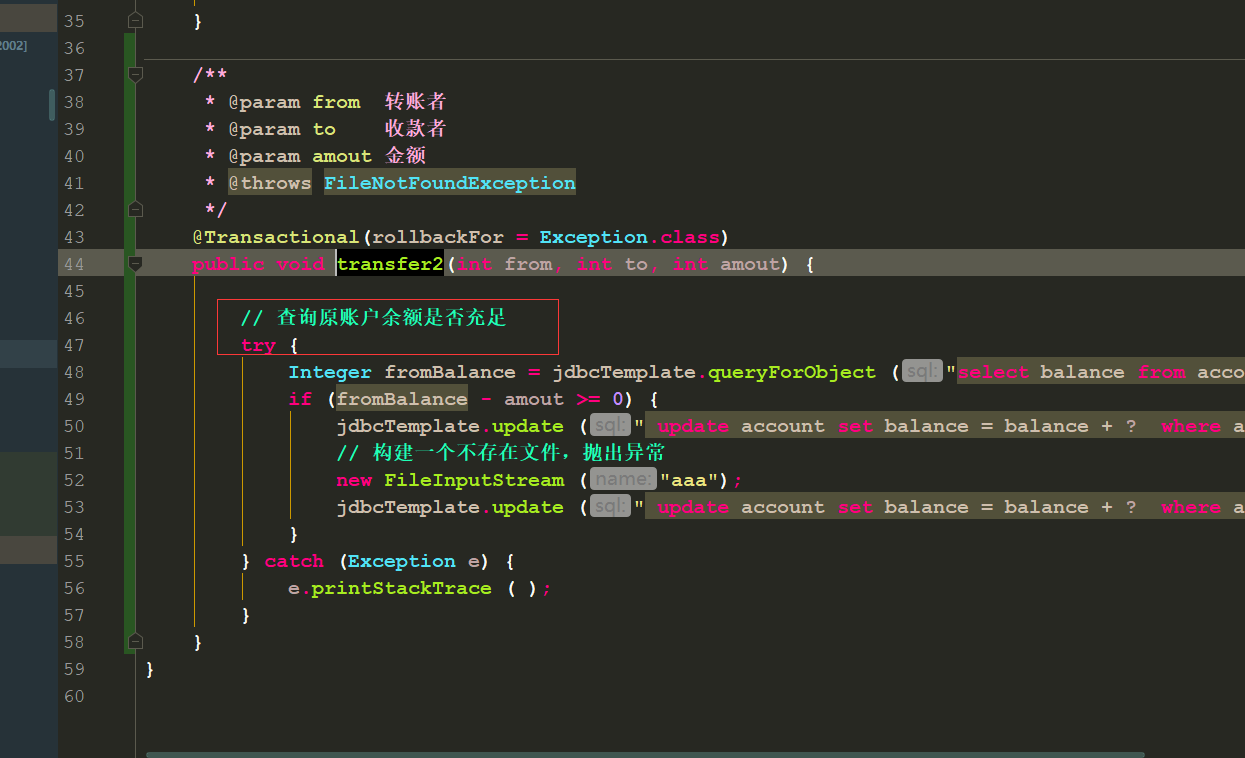 2002]
35 }
36
37 /**
38 * @param from 转账者
39 * @param to 收款者
40 * @param amout 金额
41 * @throws FileNotFoundException
42 */
43 @Transactional(rollbackFor = Exception.class)
44 public void transfer2(int from, int to, int amout) {
45
46 // 查询原账户余额是否充足
47 try {
48 Integer fromBalance = jdbcTemplate.queryForObject (sql: "select balance from acco
49 if (fromBalance - amout >= 0) {
50 jdbcTemplate.update (sql: " update account set balance = balance + ? where a
51 // 构建一个不存在文件，抛出异常
52 new FileInputStream (name: "aaa");
53 jdbcTemplate.update (sql: " update account set balance = balance + ? where a
54 }
55 } catch (Exception e) {
56 e.printStackTrace ( );
57 }
58 }
59 }
60